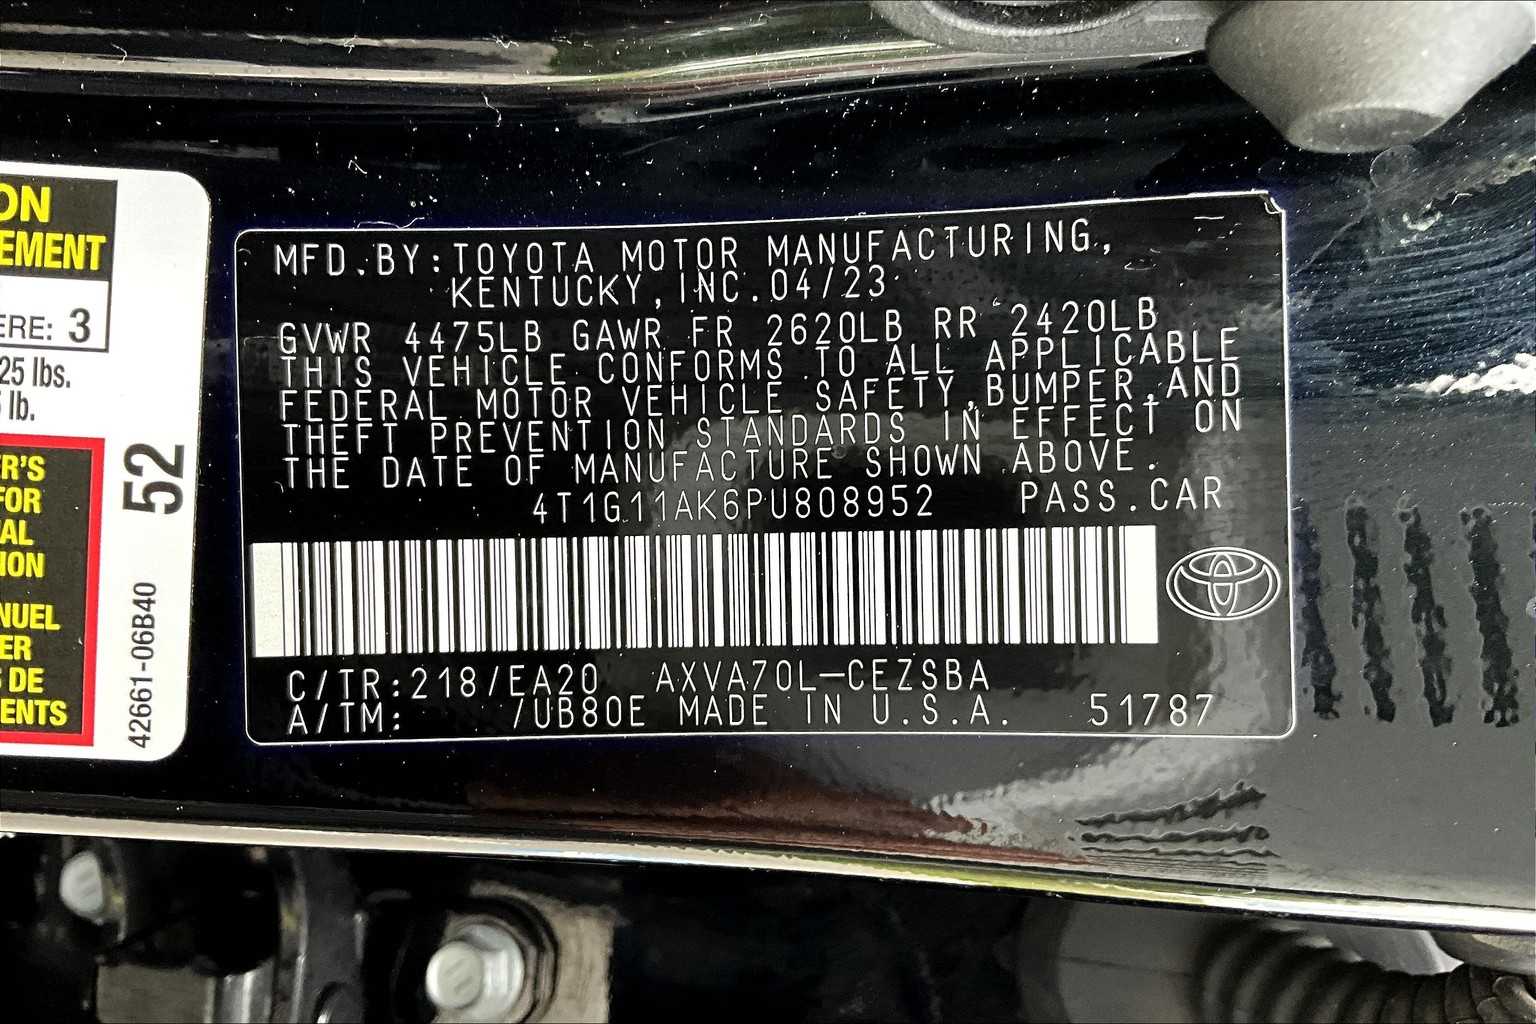 ON
EMENT
ERE: 3
25 lbs.
lb.
ER'S
FOR
AL
ION
NUEL
ER
DE
ENTS
52
42661-06B40
MFD.BY:TOYOTA MOTOR MANUFACTURING,
KENTUCKY,INC.04/23
GVWR 4475LB GAWR FR 2620LB RR 2420LB
THIS VEHICLE CONFORMS TO ALL APPLICABLE
FEDERAL MOTOR VEHICLE SAFETY,BUMPER,AND
THEFT PREVENTION STANDARDS IN EFFECT ON
THE DATE OF MANUFACTURE SHOWN ABOVE.
4T1G11AK6PU808952 PASS.CAR
C/TR:218/EA20 AXVA70L-CEZSBA
A/TM: /UB80E MADE IN U.S.A. 51787